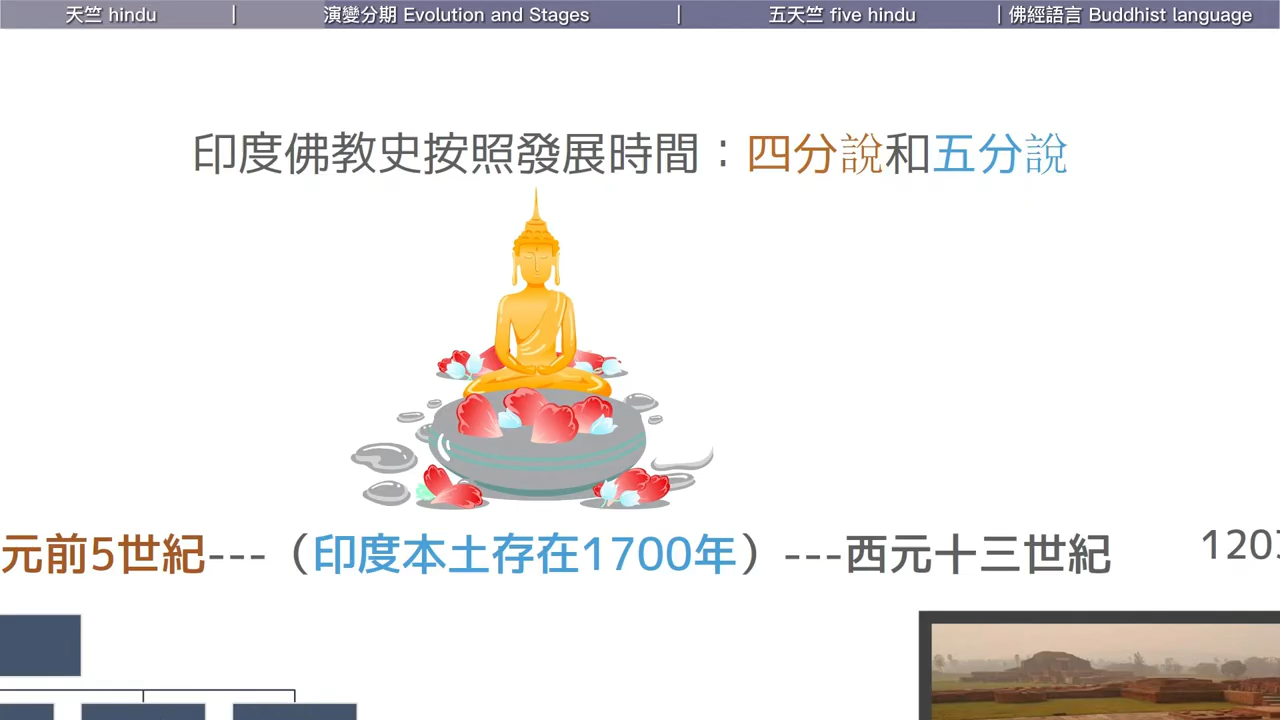 天竺 hindu | 演變分期 Evolution and Stages | 五天竺 five hindu | 佛經語言 Buddhist language
印度佛教史按照發展時間：四分說和五分說
元前5世紀---（印度本土存在1700年）---西元十三世紀
120